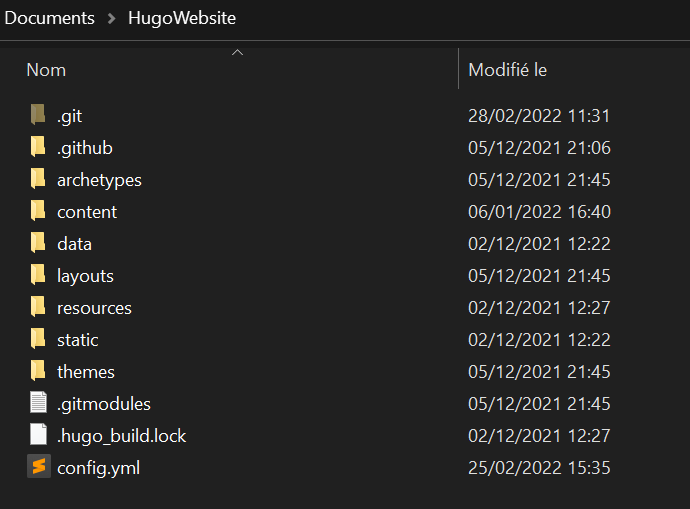 Documents > HugoWebsite
Nom Modifié le
.git 28/02/2022 11:31
.github 05/12/2021 21:06
archetypes 05/12/2021 21:45
content 06/01/2022 16:40
data 02/12/2021 12:22
layouts 05/12/2021 21:45
resources 02/12/2021 12:27
static 02/12/2021 12:22
themes 05/12/2021 21:45
.gitmodules 05/12/2021 21:45
.hugo_build.lock 02/12/2021 12:27
config.yml 25/02/2022 15:35